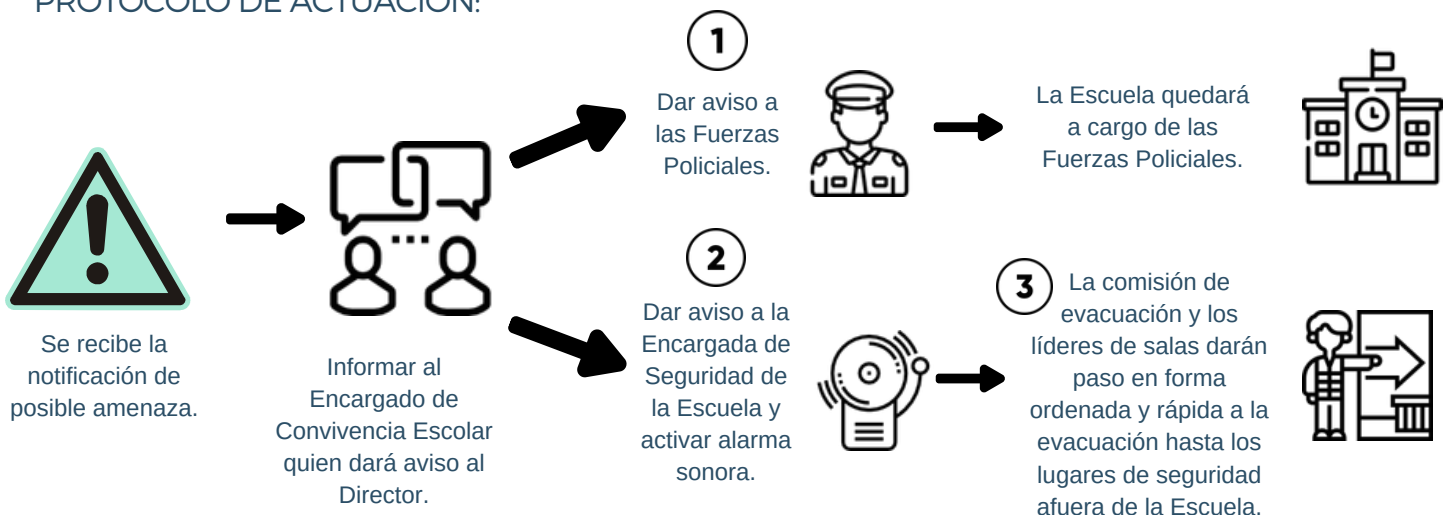 PROTOCOLO DE ACTUACIÓN:
Se recibe la
notificación de
posible amenaza.
Informar al
Encargado de
Convivencia Escolar
quien dará aviso al
Director.
1
Dar aviso a
las Fuerzas
Policiales.
La Escuela quedará
a cargo de las
Fuerzas Policiales.
2
Dar aviso a la
Encargada de
Seguridad de
la Escuela y
activar alarma
sonora.
3
La comisión de
evacuación y los
líderes de salas darán
paso en forma
ordenada y rápida a la
evacuación hasta los
lugares de seguridad
afuera de la Escuela.